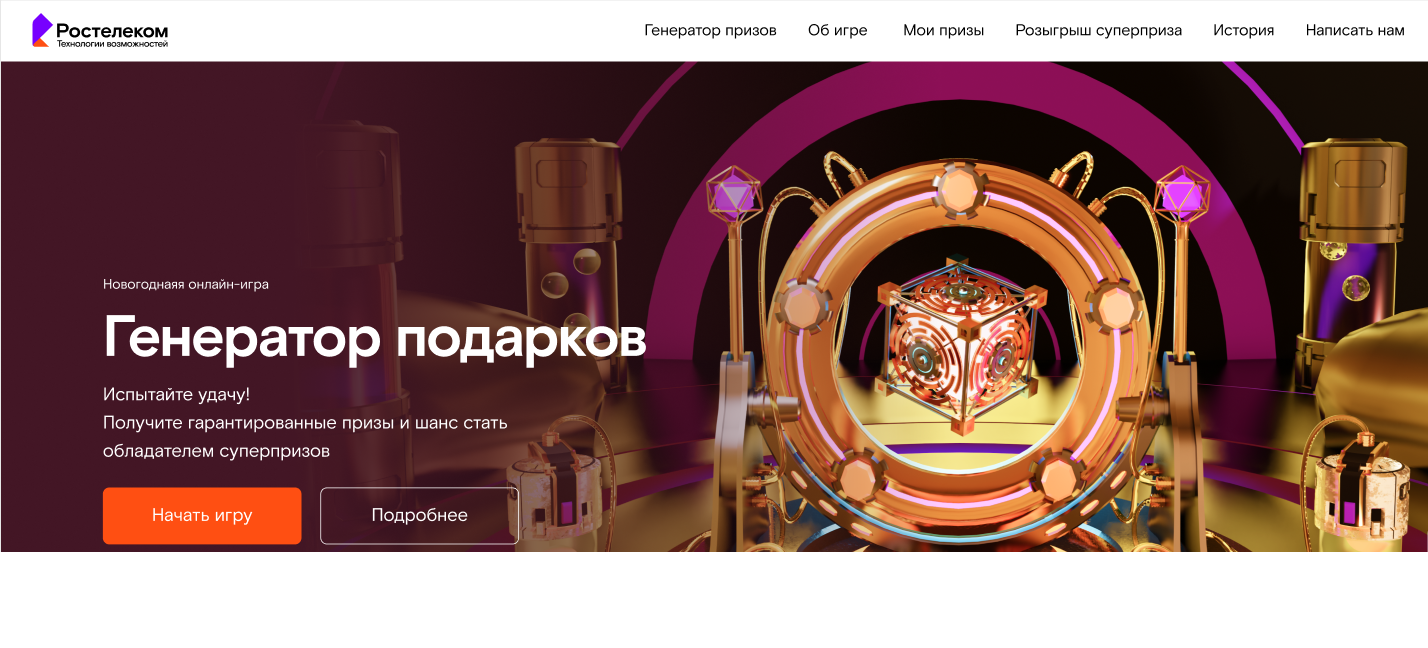 Ростелеком
Технологии возможностей
Генератор призов
Об игре
Мои призы
Розыгрыш суперприза
История
Написать нам
Новогоднаяя онлайн-игра
Генератор подарков
Испытайте удачу!
Получите гарантированные призы и шанс стать
обладателем суперпризов
Начать игру
Подробнее